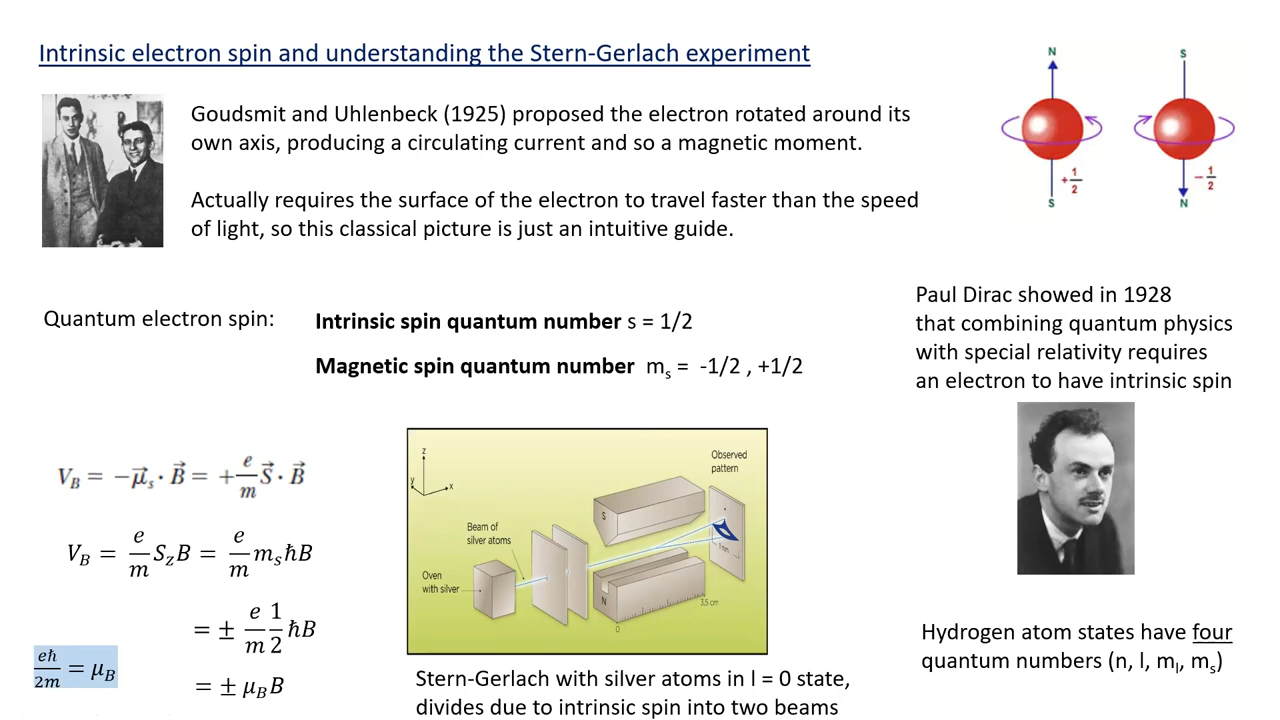 Intrinsic electron spin and understanding the Stern-Gerlach experiment
Goudsmit and Uhlenbeck (1925) proposed the electron rotated around its
own axis, producing a circulating current and so a magnetic moment.
Actually requires the surface of the electron to travel faster than the speed
of light, so this classical picture is just an intuitive guide.
N
+1/2
S
S
-1/2
N
Quantum electron spin:
Intrinsic spin quantum number s = 1/2
Magnetic spin quantum number mₛ = -1/2 , +1/2
Paul Dirac showed in 1928
that combining quantum physics
with special relativity requires
an electron to have intrinsic spin
V_B = −μ⃗ₛ · B⃗ = +e/m S⃗ · B⃗
V_B = e/m S_z B = e/m mₛħB
= ± e/m 1/2 ħB
eħ/2m = μ_B
= ± μ_B B
z
y
x
Observed
pattern
S
Beam of
silver atoms
1 mm
Oven
with silver
N
3,5 cm
0
Stern-Gerlach with silver atoms in l = 0 state,
divides due to intrinsic spin into two beams
Hydrogen atom states have four
quantum numbers (n, l, mₗ, mₛ)